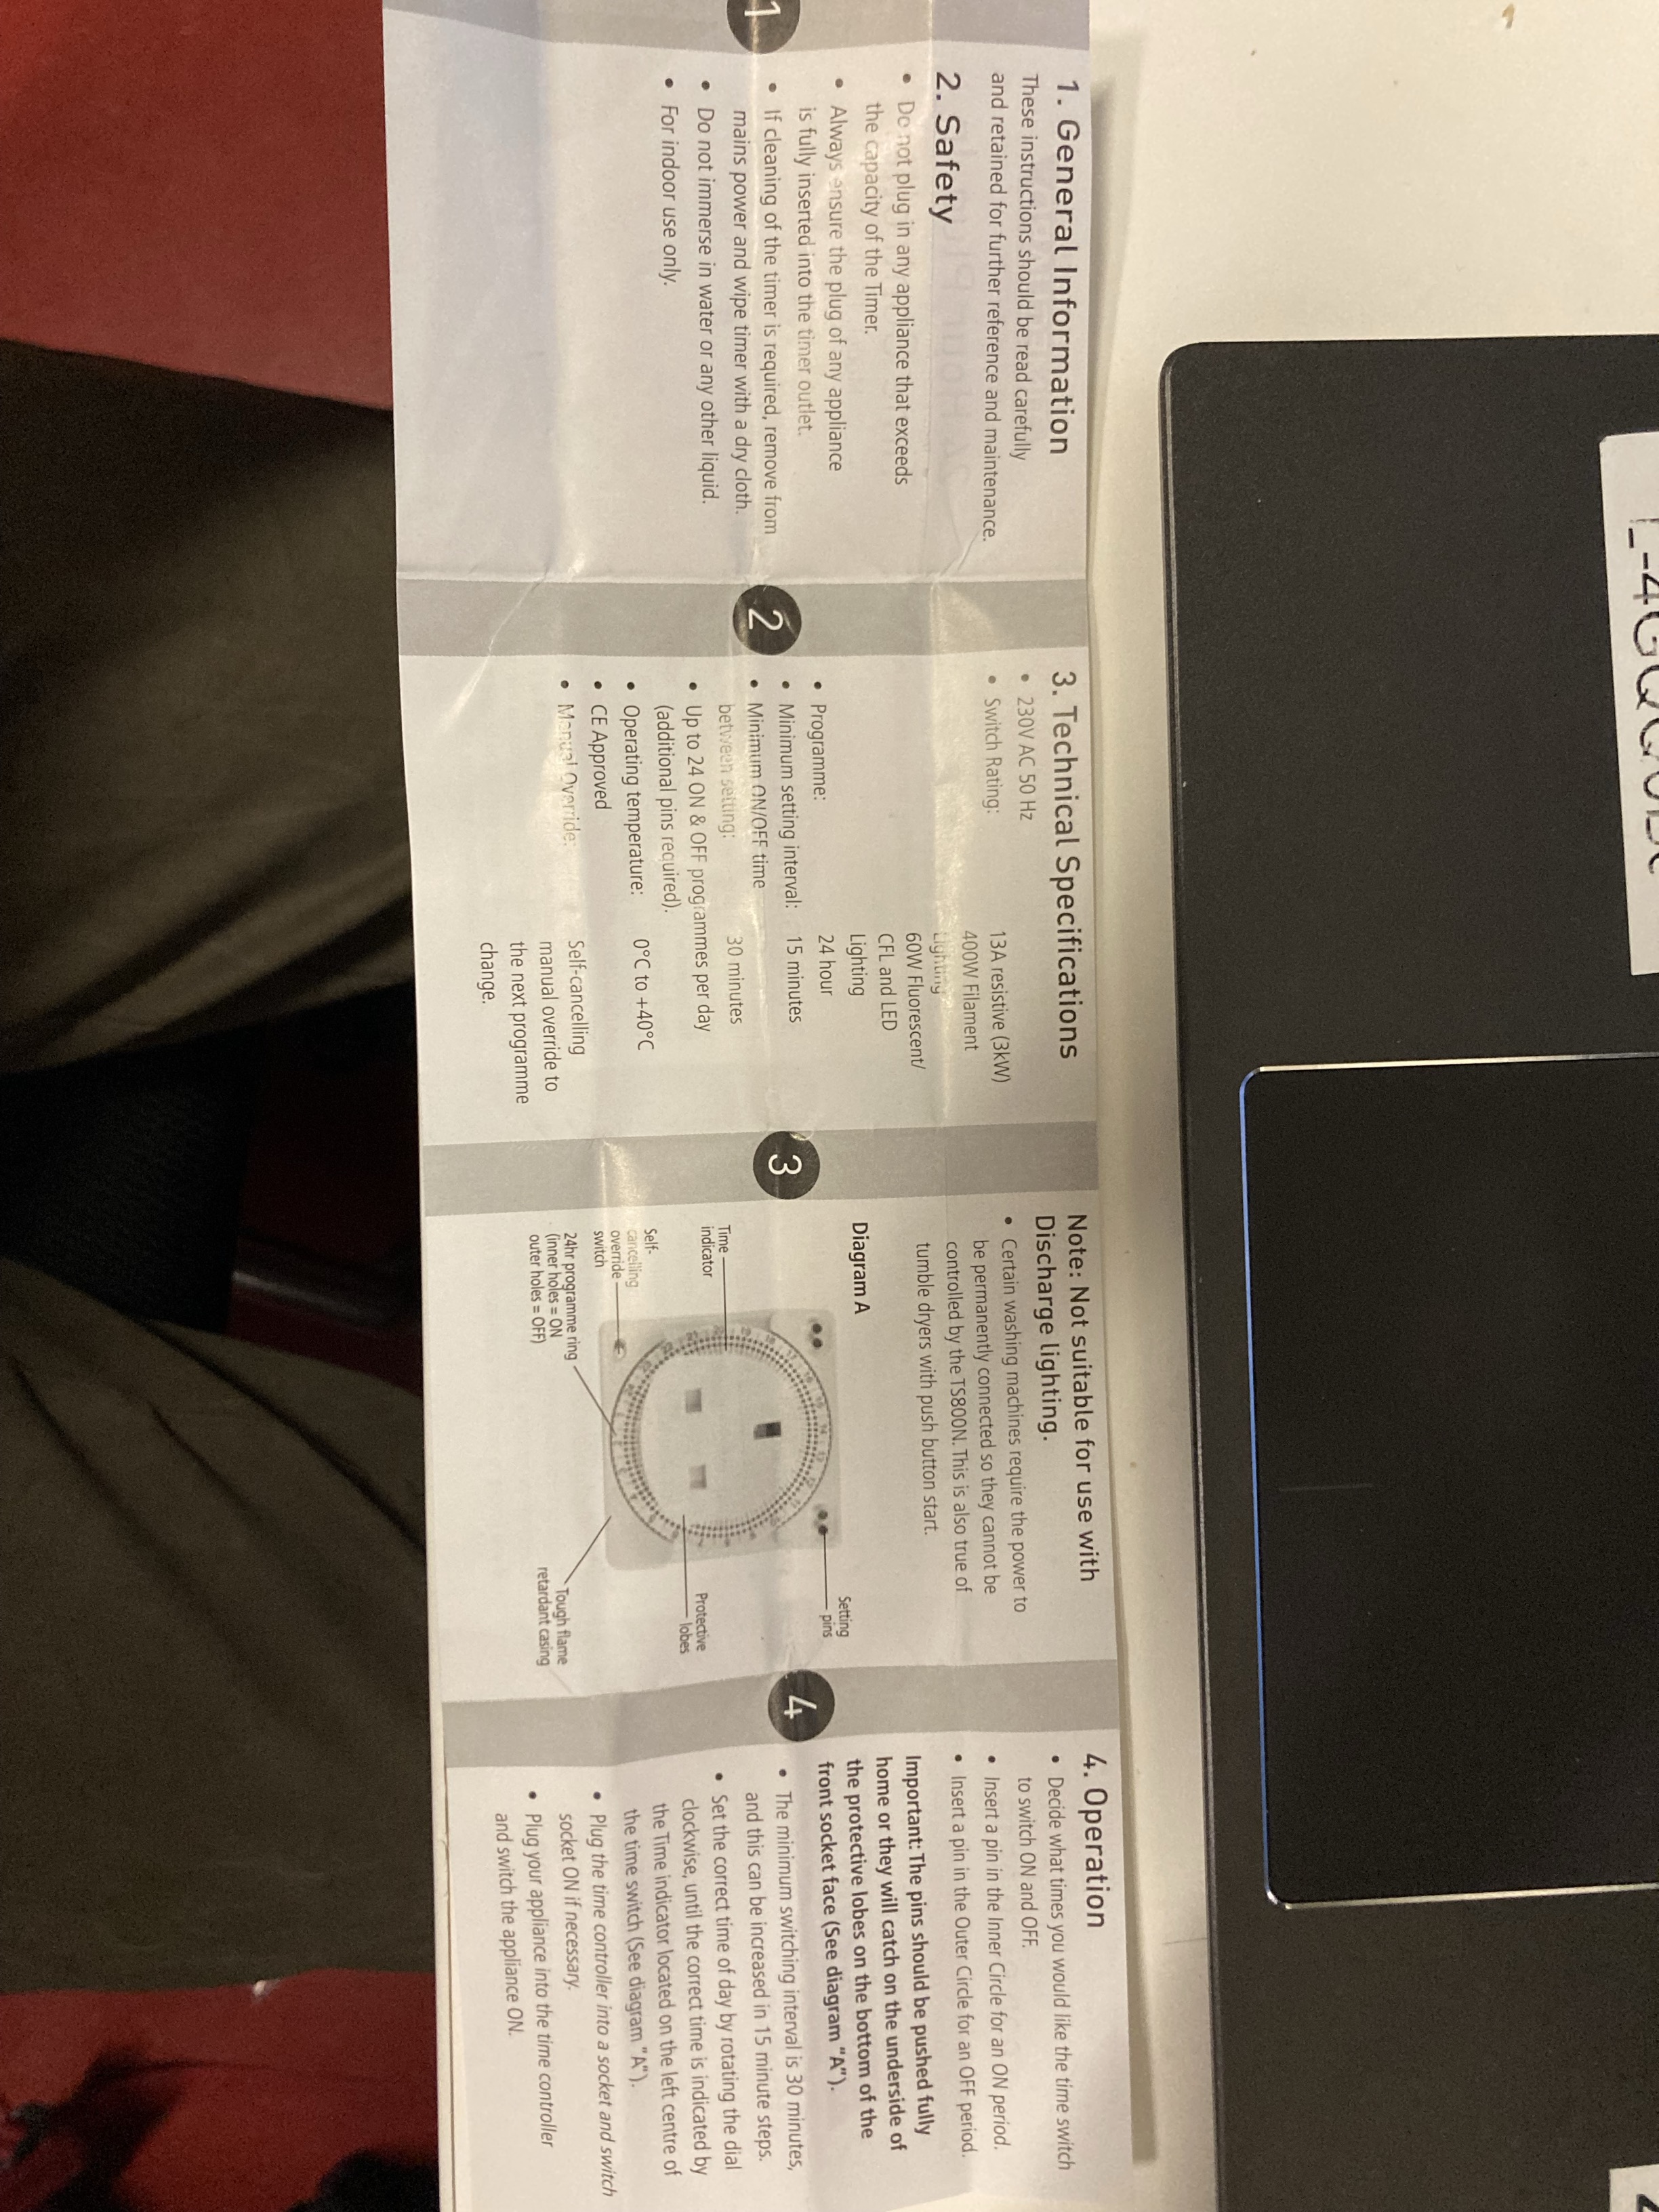 1
1. General Information
These instructions should be read carefully
and retained for further reference and maintenance.
2. Safety
• Do not plug in any appliance that exceeds
the capacity of the Timer.
• Always ensure the plug of any appliance
is fully inserted into the timer outlet.
• If cleaning of the timer is required, remove from
mains power and wipe timer with a dry cloth.
• Do not immerse in water or any other liquid.
• For indoor use only.
2
3. Technical Specifications
• 230V AC 50 Hz
• Switch Rating: 13A resistive (3kW)
400W Filament
Lighting
60W Fluorescent/
CFL and LED
Lighting
• Programme: 24 hour
• Minimum setting interval: 15 minutes
• Minimum ON/OFF time
between setting: 30 minutes
• Up to 24 ON & OFF programmes per day
(additional pins required).
• Operating temperature: 0°C to +40°C
• CE Approved
• Manual Override: Self-cancelling
manual override to
the next programme
change.
3
Note: Not suitable for use with
Discharge lighting.
• Certain washing machines require the power to
be permanently connected so they cannot be
controlled by the TS800N. This is also true of
tumble dryers with push button start.
Diagram A
Setting
pins
Time
indicator
Protective
lobes
Self-
cancelling
override
switch
24hr programme ring
(inner holes = ON
outer holes = OFF)
Tough flame
retardant casing
4
4. Operation
• Decide what times you would like the time switch
to switch ON and OFF.
• Insert a pin in the Inner Circle for an ON period.
• Insert a pin in the Outer Circle for an OFF period.
Important: The pins should be pushed fully
home or they will catch on the underside of
the protective lobes on the bottom of the
front socket face (See diagram "A").
• The minimum switching interval is 30 minutes,
and this can be increased in 15 minute steps.
• Set the correct time of day by rotating the dial
clockwise, until the correct time is indicated by
the Time indicator located on the left centre of
the time switch (See diagram "A").
• Plug the time controller into a socket and switch
socket ON if necessary.
• Plug your appliance into the time controller
and switch the appliance ON.